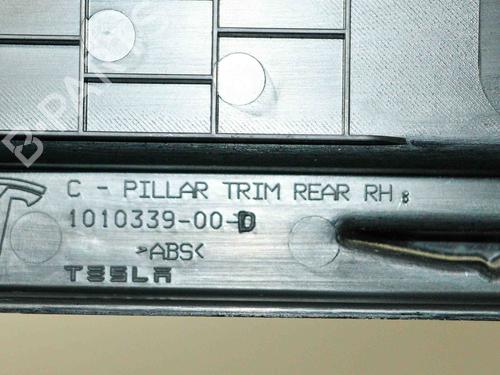 C - PILLAR TRIM REAR RH
1010339-00-D
>ABS<
TESLA